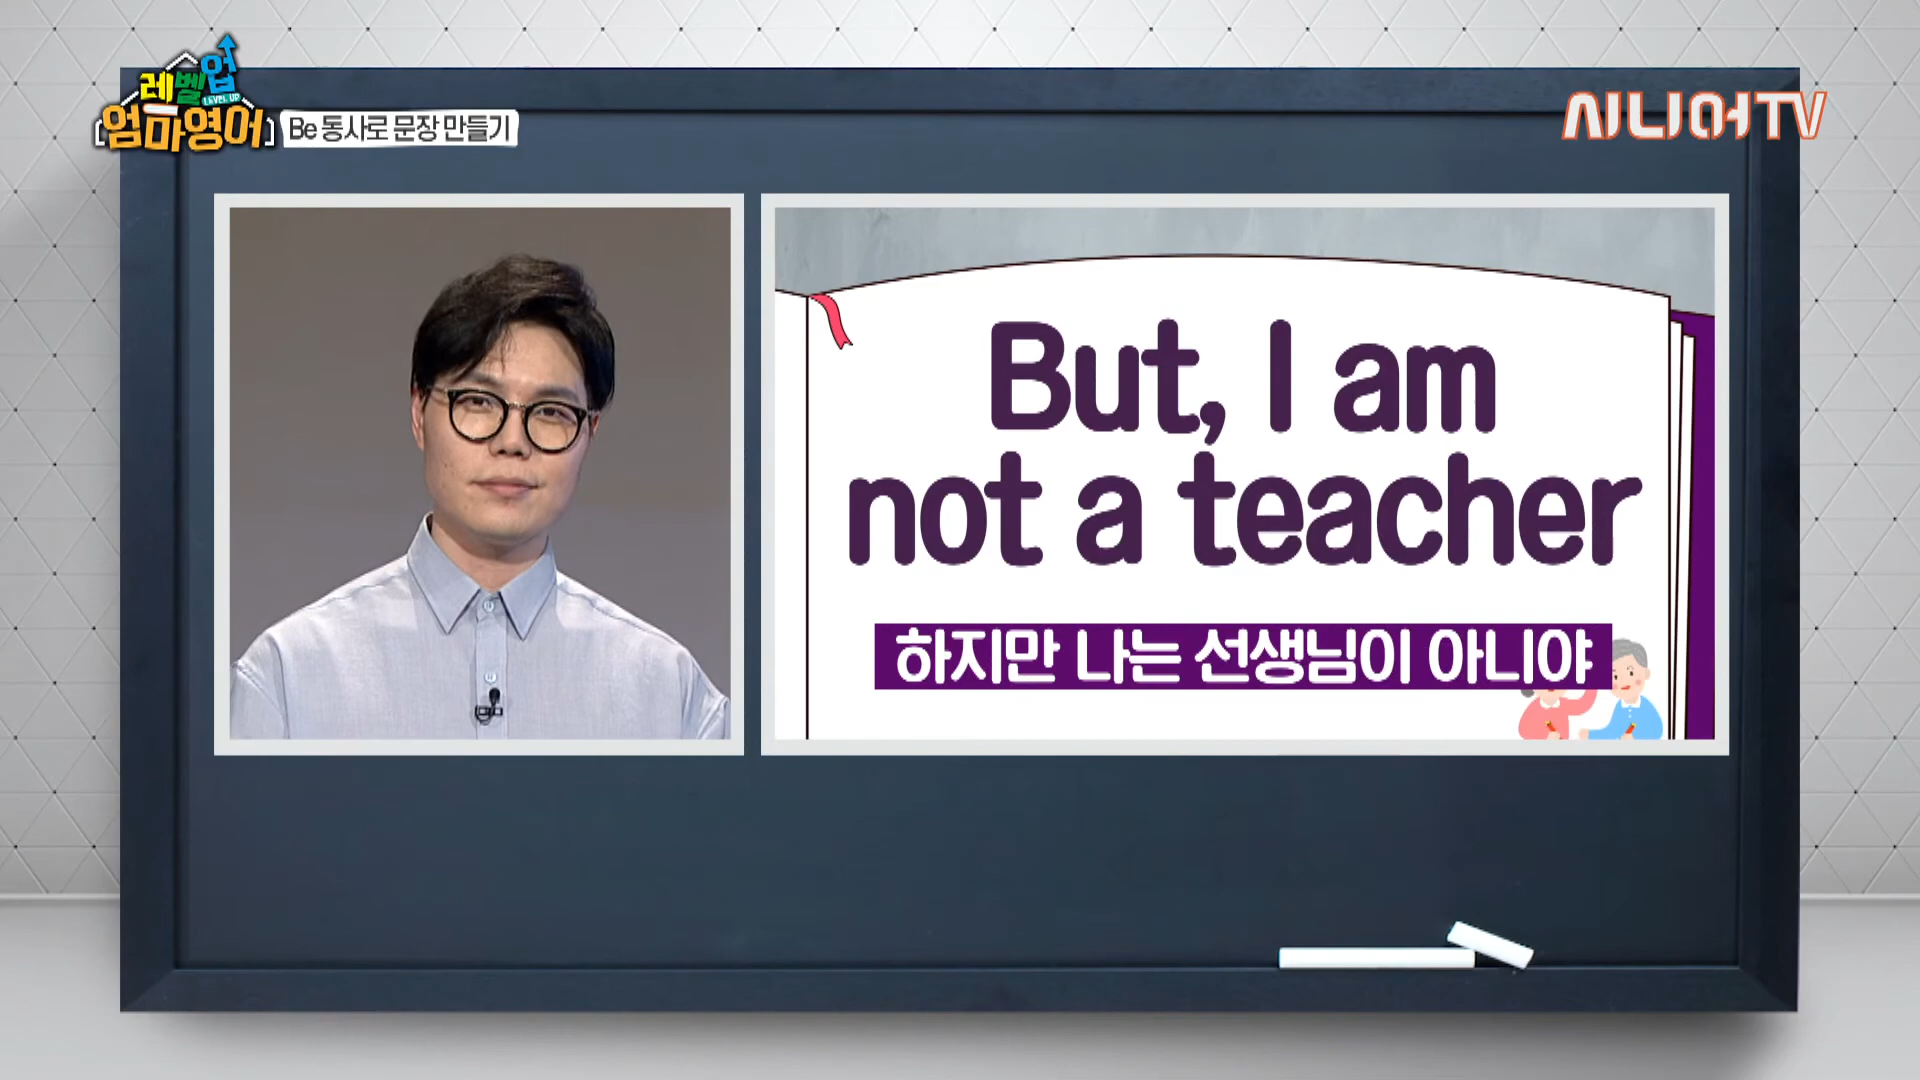 레벨업
LEVEL UP
엄마영어
Be 동사로 문장 만들기
시니어TV
But, I am
not a teacher
하지만 나는 선생님이 아니야